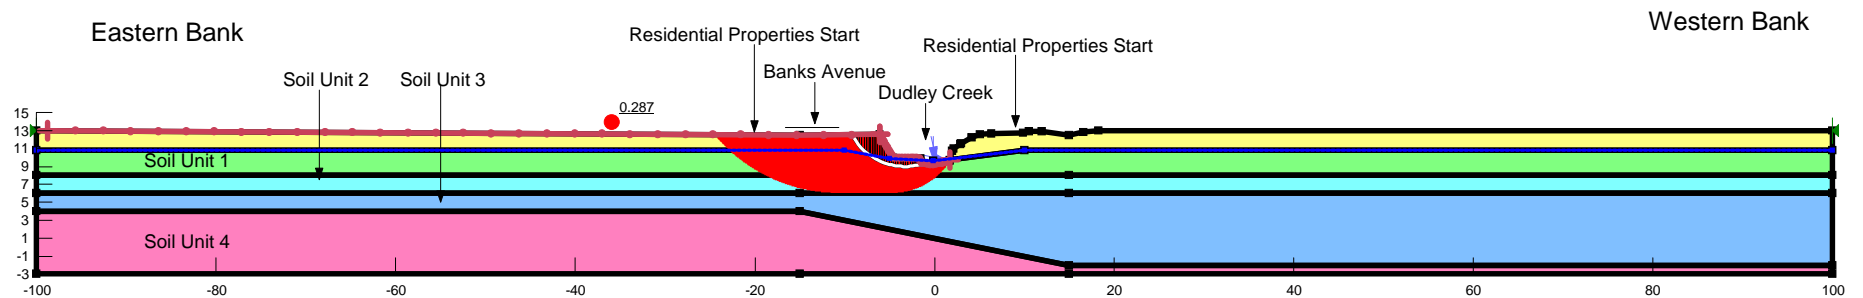 Eastern Bank
Western Bank
Residential Properties Start
Residential Properties Start
Banks Avenue
Soil Unit 2
Soil Unit 3
Dudley Creek
0.287
15
13
11
9
7
5
3
1
-1
-3
Soil Unit 1
Soil Unit 4
-100
-80
-60
-40
-20
0
20
40
60
80
100